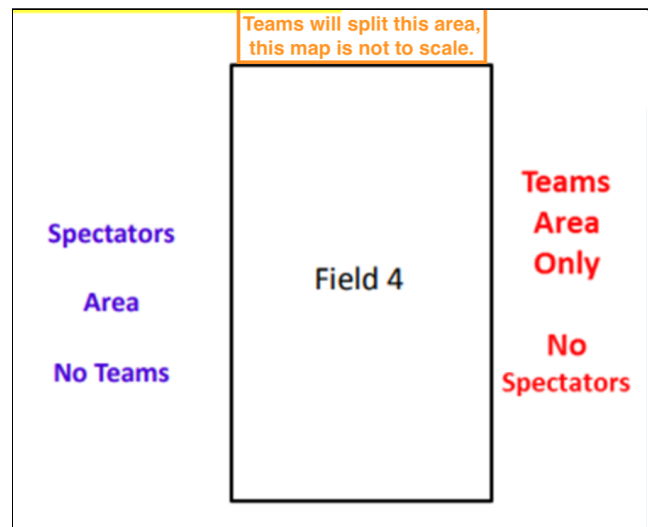 Teams will split this area,
this map is not to scale.
Spectators
Area
No Teams
Field 4
Teams
Area
Only
No
Spectators